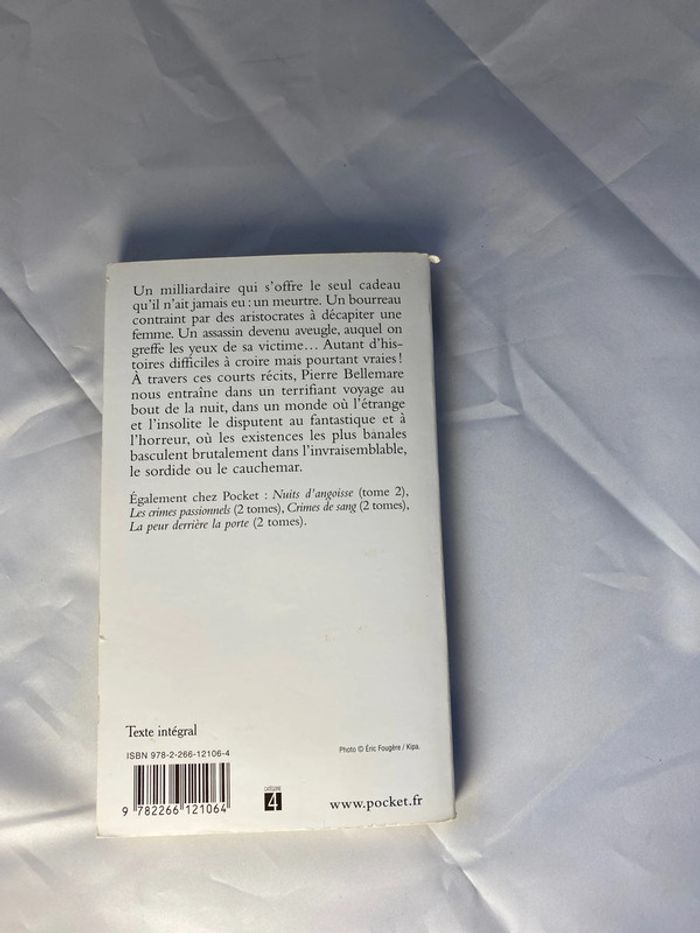 Un milliardaire qui s'offre le seul cadeau
qu'il n'ait jamais eu : un meurtre. Un bourreau
contraint par des aristocrates à décapiter une
femme. Un assassin devenu aveugle, auquel on
greffe les yeux de sa victime… Autant d'his-
toires difficiles à croire mais pourtant vraies !
À travers ces courts récits, Pierre Bellemare
nous entraîne dans un terrifiant voyage au
bout de la nuit, dans un monde où l'étrange
et l'insolite le disputent au fantastique et à
l'horreur, où les existences les plus banales
basculent brutalement dans l'invraisemblable,
le sordide ou le cauchemar.
Également chez Pocket : Nuits d'angoisse (tome 2),
Les crimes passionnels (2 tomes), Crimes de sang (2 tomes),
La peur derrière la porte (2 tomes).
Texte intégral
ISBN 978-2-266-12106-4
Photo © Éric Fougère / Kipa.
9 782266 121064
CATÉGORIE
4
www.pocket.fr